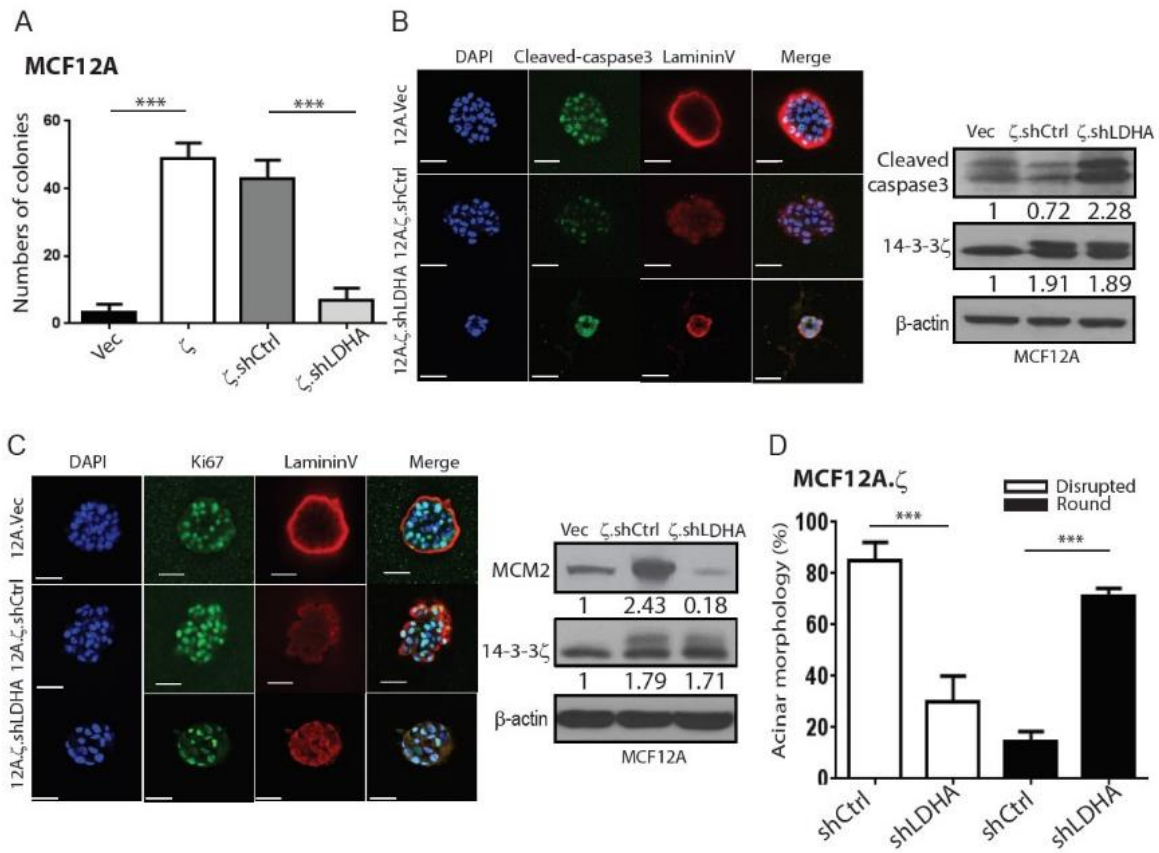 A
MCF12A
***
***
Numbers of colonies
60
40
20
0
Vec
ζ
ζ.shCtrl
ζ.shLDHA
B
DAPI Cleaved-caspase3 LamininV Merge
12A.Vec
12A.ζ.shCtrl
12A.ζ.shLDHA
Vec ζ.shCtrl ζ.shLDHA
Cleaved
caspase3
1 0.72 2.28
14-3-3ζ
1 1.91 1.89
β-actin
MCF12A
C
DAPI Ki67 LamininV Merge
12A.Vec
12A.ζ.shCtrl
12A.ζ.shLDHA
Vec ζ.shCtrl ζ.shLDHA
MCM2
1 2.43 0.18
14-3-3ζ
1 1.79 1.71
β-actin
MCF12A
D
MCF12A.ζ
Disrupted
Round
***
***
Acinar morphology (%)
100
80
60
40
20
0
shCtrl
shLDHA
shCtrl
shLDHA